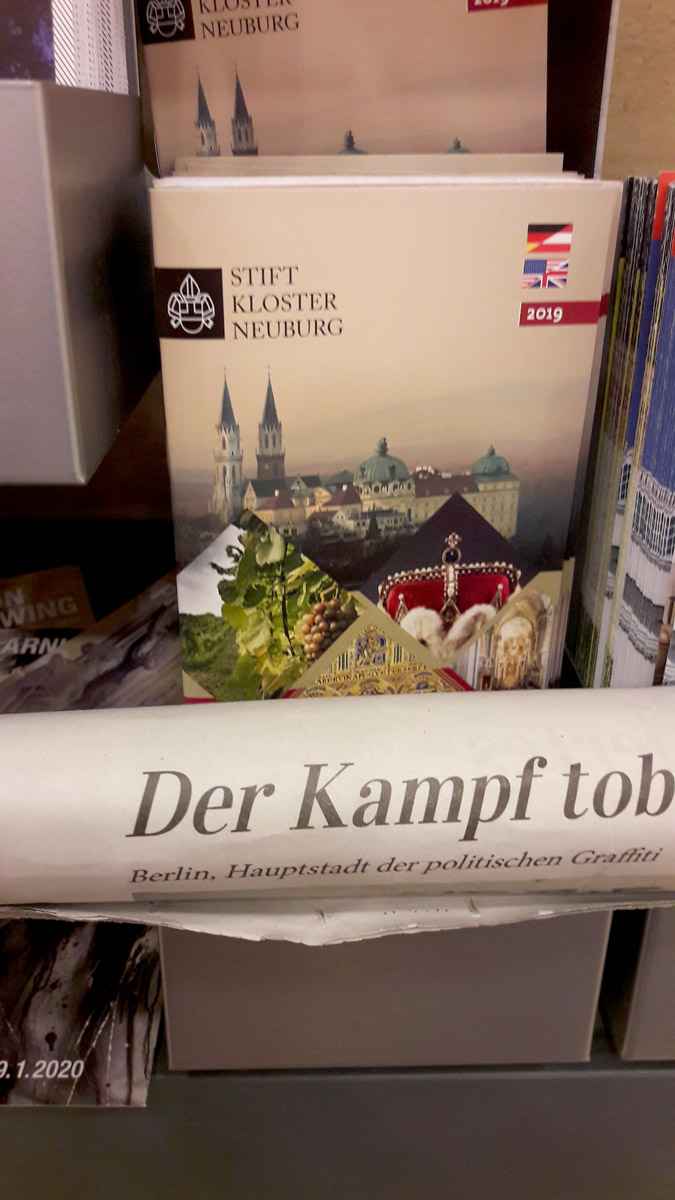 KLOSTER
NEUBURG
2019
STIFT
KLOSTER
NEUBURG
2019
WING
Der Kampf tob
Berlin, Hauptstadt der politischen Graffiti
9.1.2020